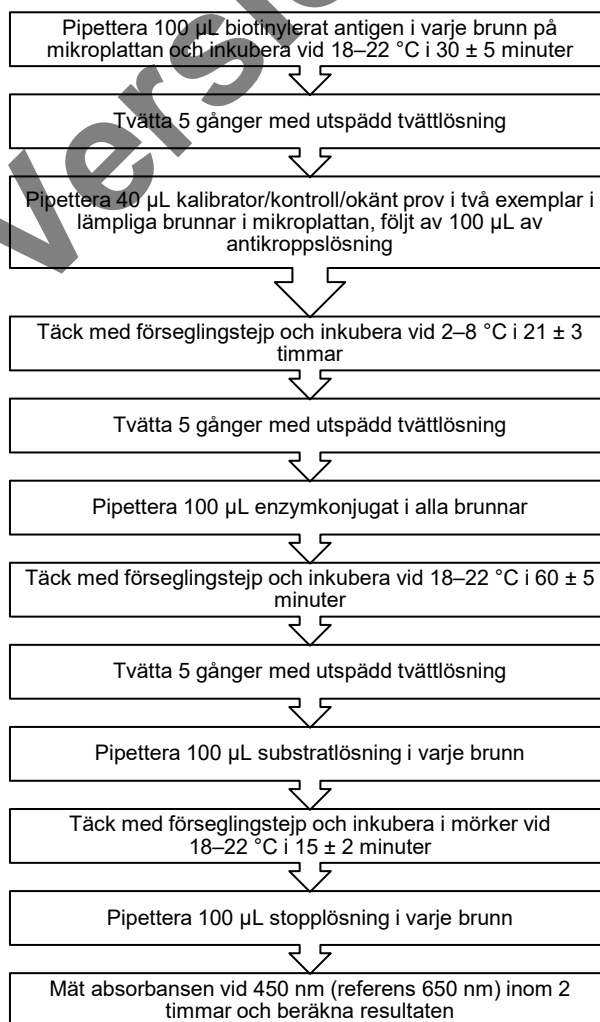 Pipettera 100 µL biotinylerat antigen i varje brunn på
mikroplattan och inkubera vid 18–22 °C i 30 ± 5 minuter
Tvätta 5 gånger med utspädd tvättlösning
Pipettera 40 µL kalibrator/kontroll/okänt prov i två exemplar i
lämpliga brunnar i mikroplattan, följt av 100 µL av
antikroppslösning
Täck med förseglingstejp och inkubera vid 2–8 °C i 21 ± 3
timmar
Tvätta 5 gånger med utspädd tvättlösning
Pipettera 100 µL enzymkonjugat i alla brunnar
Täck med förseglingstejp och inkubera vid 18–22 °C i 60 ± 5
minuter
Tvätta 5 gånger med utspädd tvättlösning
Pipettera 100 µL substratlösning i varje brunn
Täck med förseglingstejp och inkubera i mörker vid
18–22 °C i 15 ± 2 minuter
Pipettera 100 µL stopplösning i varje brunn
Mät absorbansen vid 450 nm (referens 650 nm) inom 2
timmar och beräkna resultaten